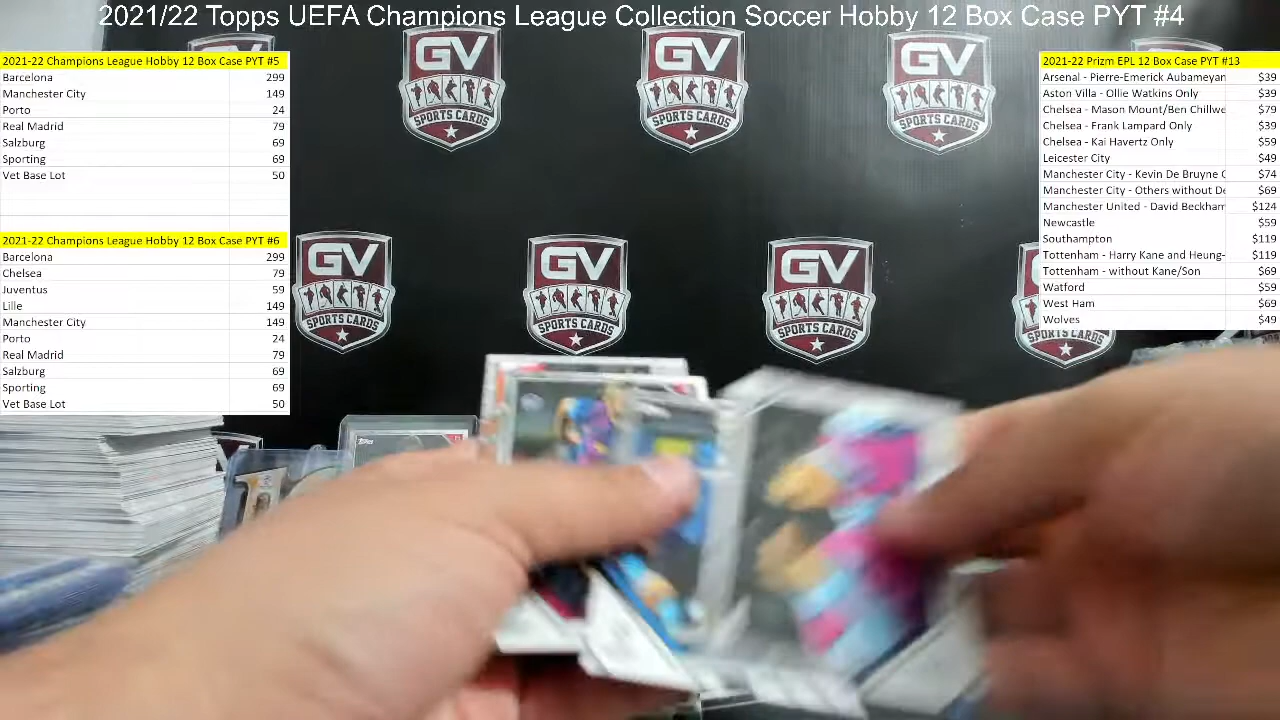 2021/22 Topps UEFA Champions League Collection Soccer Hobby 12 Box Case PYT #4
2021-22 Champions League Hobby 12 Box Case PYT #5
Barcelona 299
Manchester City 149
Porto 24
Real Madrid 79
Salzburg 69
Sporting 69
Vet Base Lot 50
2021-22 Champions League Hobby 12 Box Case PYT #6
Barcelona 299
Chelsea 79
Juventus 59
Lille 149
Manchester City 149
Porto 24
Real Madrid 79
Salzburg 69
Sporting 69
Vet Base Lot 50
2021-22 Prizm EPL 12 Box Case PYT #13
Arsenal - Pierre-Emerick Aubameyan $39
Aston Villa - Ollie Watkins Only $39
Chelsea - Mason Mount/Ben Chillwe $79
Chelsea - Frank Lampard Only $39
Chelsea - Kai Havertz Only $59
Leicester City $49
Manchester City - Kevin De Bruyne $74
Manchester City - Others without De $69
Manchester United - David Beckham $124
Newcastle $59
Southampton $119
Tottenham - Harry Kane and Heung- $119
Tottenham - without Kane/Son $69
Watford $59
West Ham $69
Wolves $49
GV
SPORTS CARDS
GV
SPORTS CARDS
GV
SPORTS CARDS
GV
SPORTS CARDS
GV
SPORTS CARDS
GV
SPORTS CARDS
SPORTS CARDS
Topps